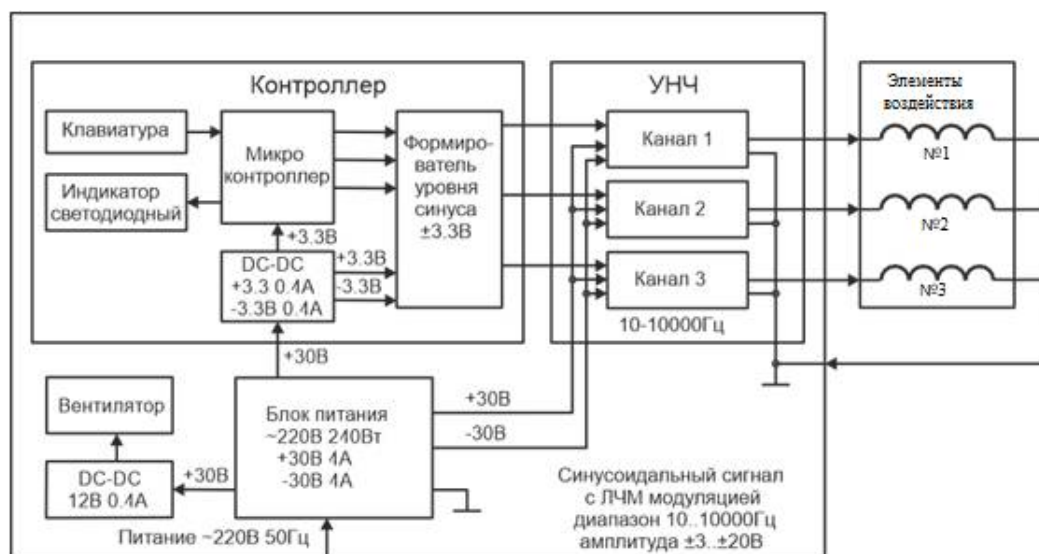 Контроллер
УНЧ
Элементы
воздействия
Клавиатура
Микро
контроллер
Индикатор
светодиодный
Формиро-
ватель
уровня
синуса
±3.3В
Канал 1
Канал 2
Канал 3
№1
№2
№3
+3.3В
DC-DC
+3.3 0.4А
-3.3В 0.4А
+3.3В
-3.3В
10-10000Гц
+30В
Вентилятор
Блок питания
~220В 240Вт
+30В 4А
-30В 4А
+30В
-30В
DC-DC
12В 0.4А
+30В
Питание ~220В 50Гц
Синусоидальный сигнал
с ЛЧМ модуляцией
диапазон 10..10000Гц
амплитуда ±3..±20В